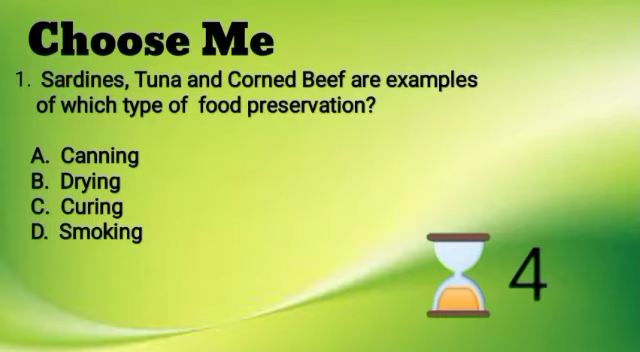 Choose Me
1. Sardines, Tuna and Corned Beef are examples
of which type of food preservation?
A. Canning
B. Drying
C. Curing
D. Smoking
4